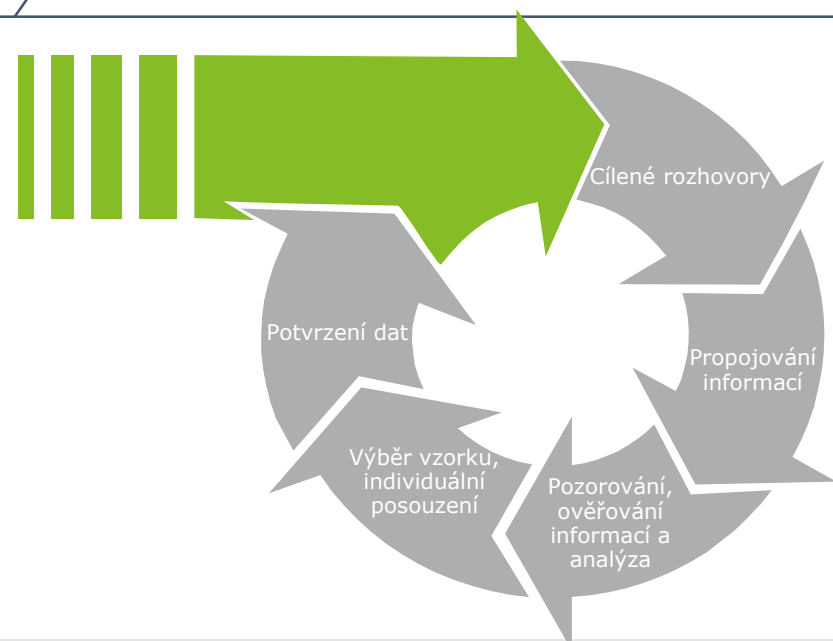 Cílené rozhovory
Propojování
informací
Pozorování,
ověřování
informací a
analýza
Výběr vzorku,
individuální
posouzení
Potvrzení dat